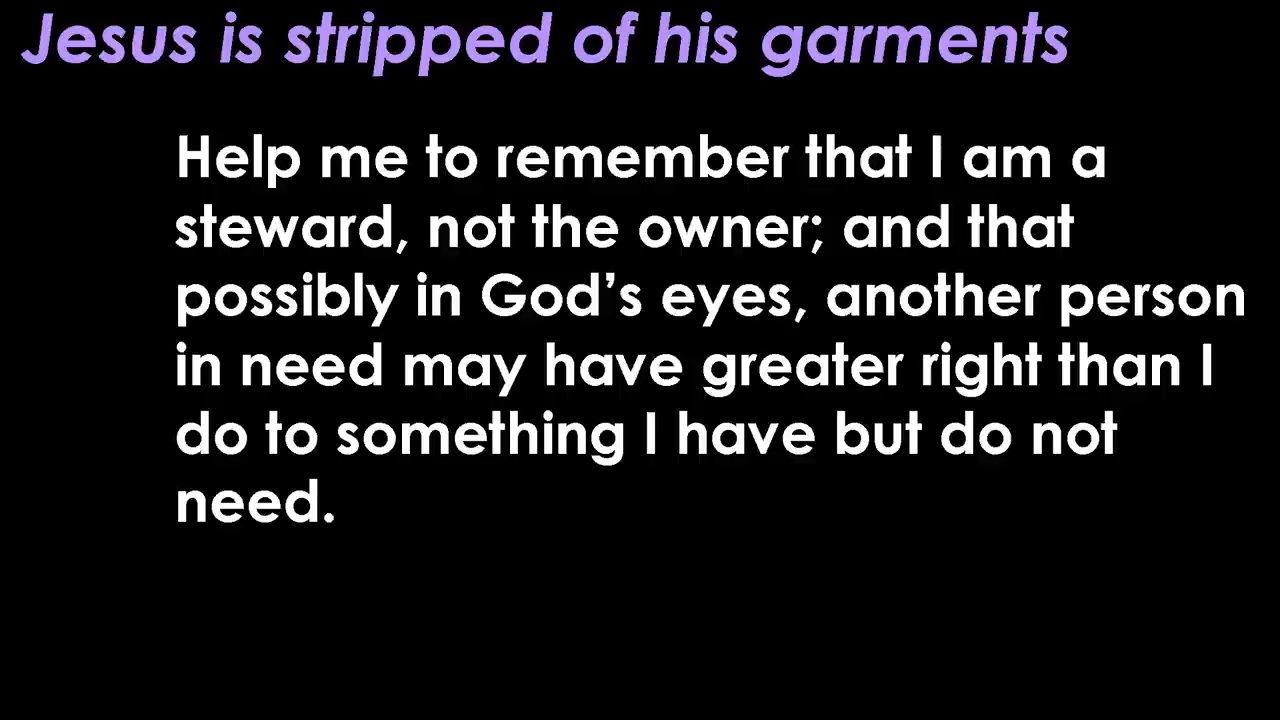 Jesus is stripped of his garments
Help me to remember that I am a
steward, not the owner; and that
possibly in God’s eyes, another person
in need may have greater right than I
do to something I have but do not
need.